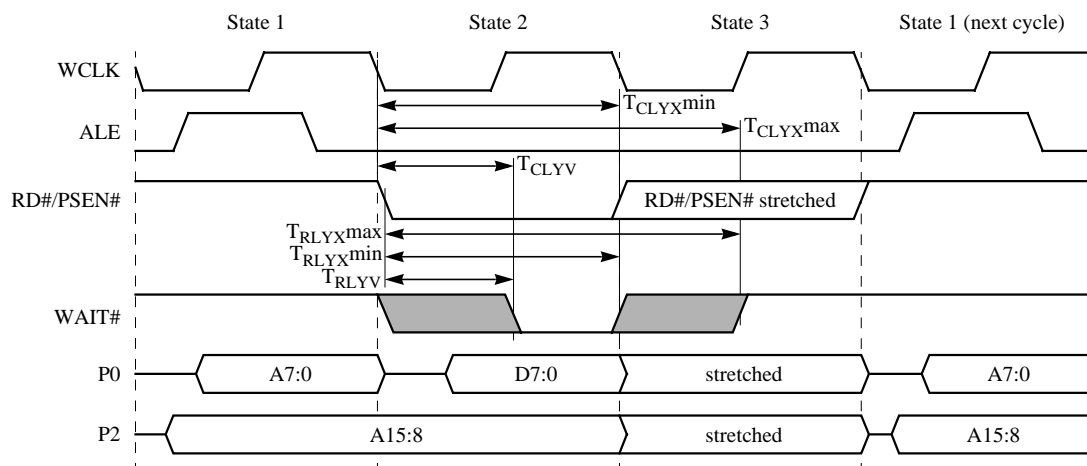 State 1 State 2 State 3 State 1 (next cycle)
WCLK
TCLYXmin
ALE
TCLYXmax
TCLYV
RD#/PSEN# RD#/PSEN# stretched
TRLYXmax
TRLYXmin
TRLYV
WAIT#
P0 A7:0 D7:0 stretched A7:0
P2 A15:8 stretched A15:8